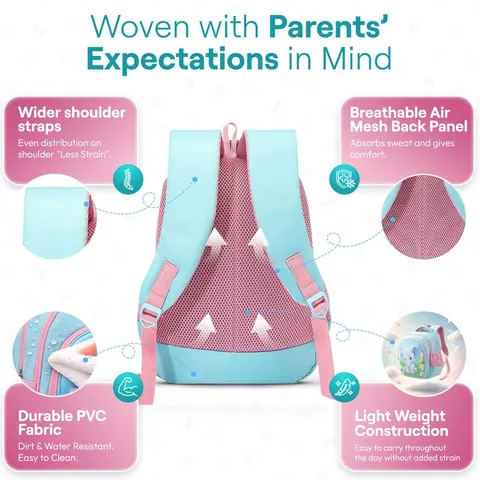 Woven with Parents’
Expectations in Mind
Wider shoulder
straps
Even distribution on
shoulder "Less Strain".
Breathable Air
Mesh Back Panel
Absorbs sweat and gives
comfort.
Durable PVC
Fabric
Dirt & Water Resistant.
Easy to Clean.
Light Weight
Construction
Easy to carry throughout
the day without added strain